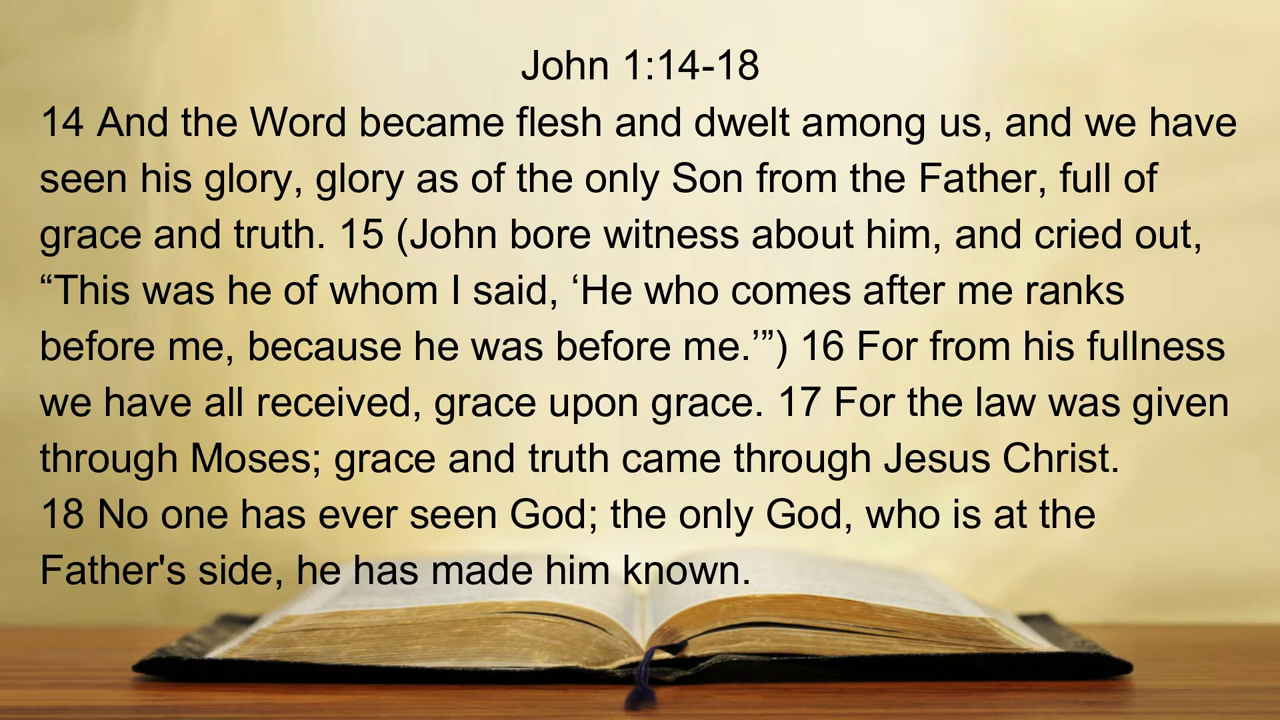 John 1:14-18
14 And the Word became flesh and dwelt among us, and we have
seen his glory, glory as of the only Son from the Father, full of
grace and truth. 15 (John bore witness about him, and cried out,
“This was he of whom I said, ‘He who comes after me ranks
before me, because he was before me.’”) 16 For from his fullness
we have all received, grace upon grace. 17 For the law was given
through Moses; grace and truth came through Jesus Christ.
18 No one has ever seen God; the only God, who is at the
Father's side, he has made him known.